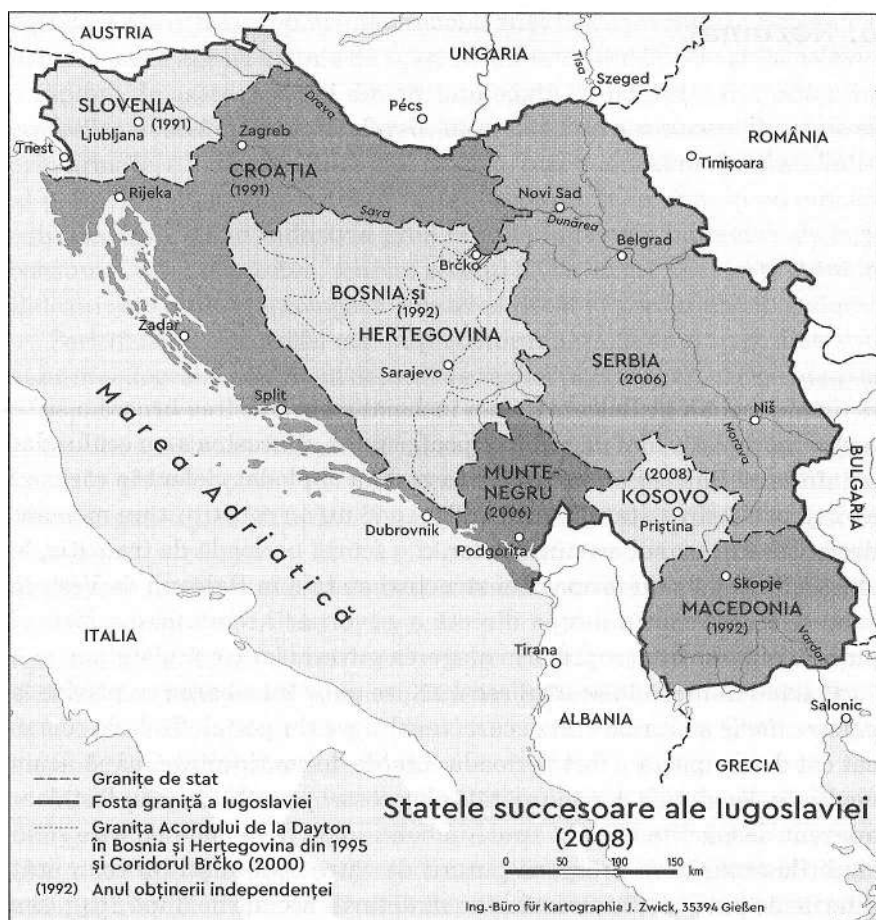 AUSTRIA
UNGARIA
Tisa
Szeged
SLOVENIA
Ljubljana
(1991)
Drava
Pécs
ROMÂNIA
Triest
Zagreb
Timișoara
CROAȚIA
(1991)
Rijeka
Novi Sad
Sava
Dunărea
Belgrad
Brčko
BOSNIA și
(1992)
HERȚEGOVINA
Zadar
Sarajevo
SERBIA
(2006)
Split
Niš
Morava
Marea Adriatică
BULGARIA
MUNTE-
NEGRU
(2006)
(2008)
KOSOVO
Priștina
Dubrovnik
Podgorița
Skopje
MACEDONIA
(1992)
ITALIA
Vardar
Tirana
Salonic
ALBANIA
GRECIA
Granițe de stat
Fosta graniță a Iugoslaviei
Granița Acordului de la Dayton
în Bosnia și Herțegovina din 1995
și Coridorul Brčko (2000)
(1992) Anul obținerii independenței
Statele succesoare ale Iugoslaviei
(2008)
0 50 100 150
km
Ing.-Büro für Kartographie J. Zwick, 35394 Gießen